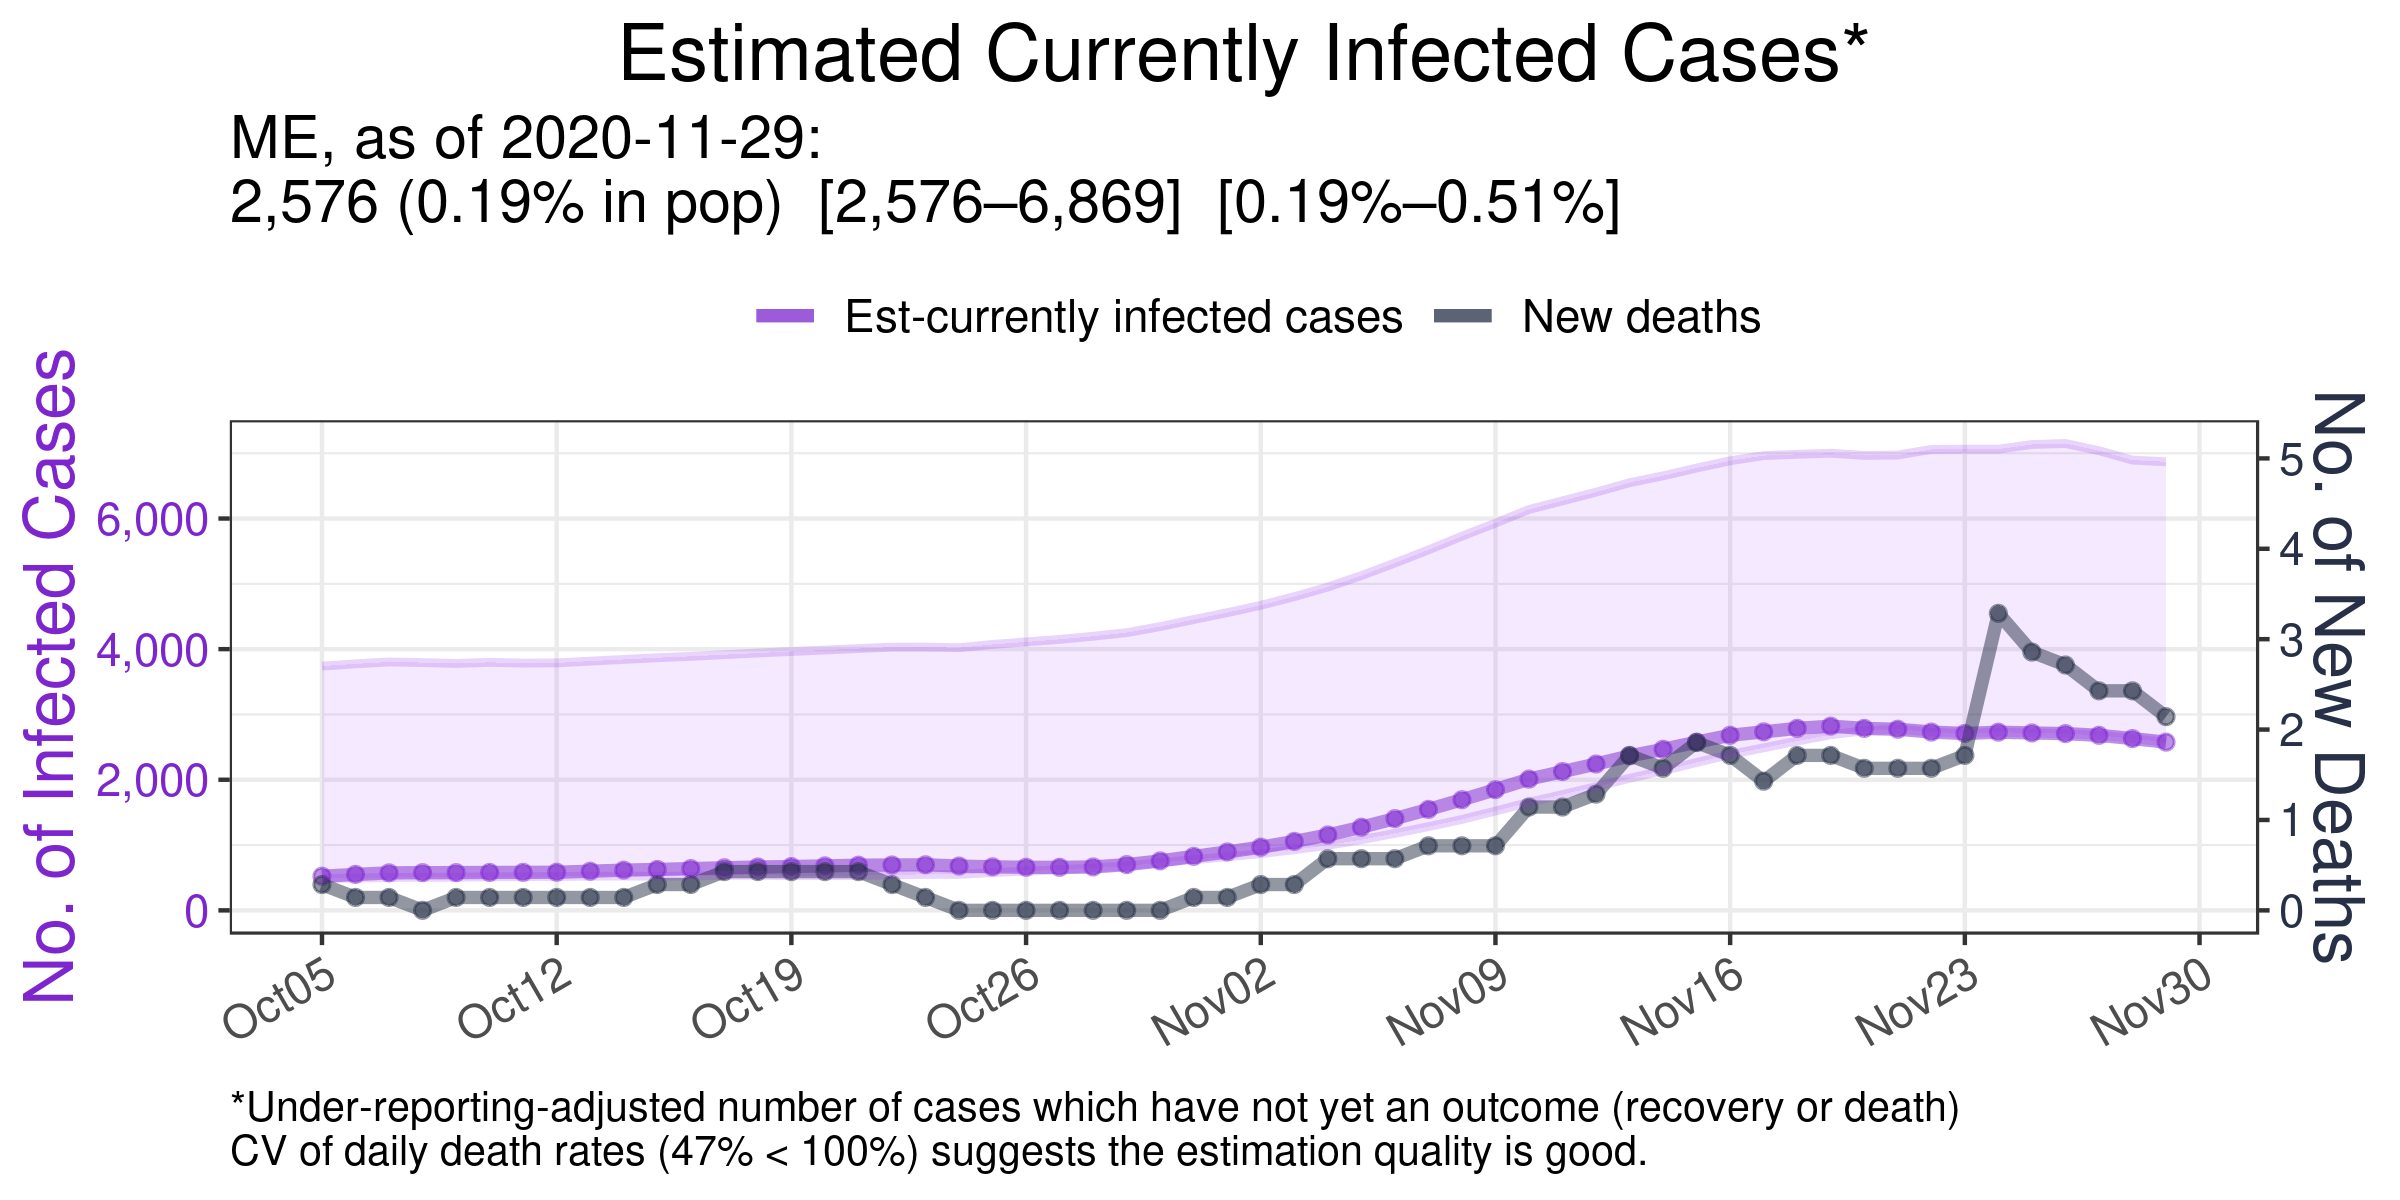 Estimated Currently Infected Cases*
ME, as of 2020-11-29:
2,576 (0.19% in pop)  [2,576–6,869]  [0.19%–0.51%]
Est-currently infected cases
New deaths
No. of Infected Cases
6,000
4,000
2,000
0
No. of New Deaths
5
4
3
2
1
0
Oct05
Oct12
Oct19
Oct26
Nov02
Nov09
Nov16
Nov23
Nov30
*Under-reporting-adjusted number of cases which have not yet an outcome (recovery or death)
CV of daily death rates (47% < 100%) suggests the estimation quality is good.